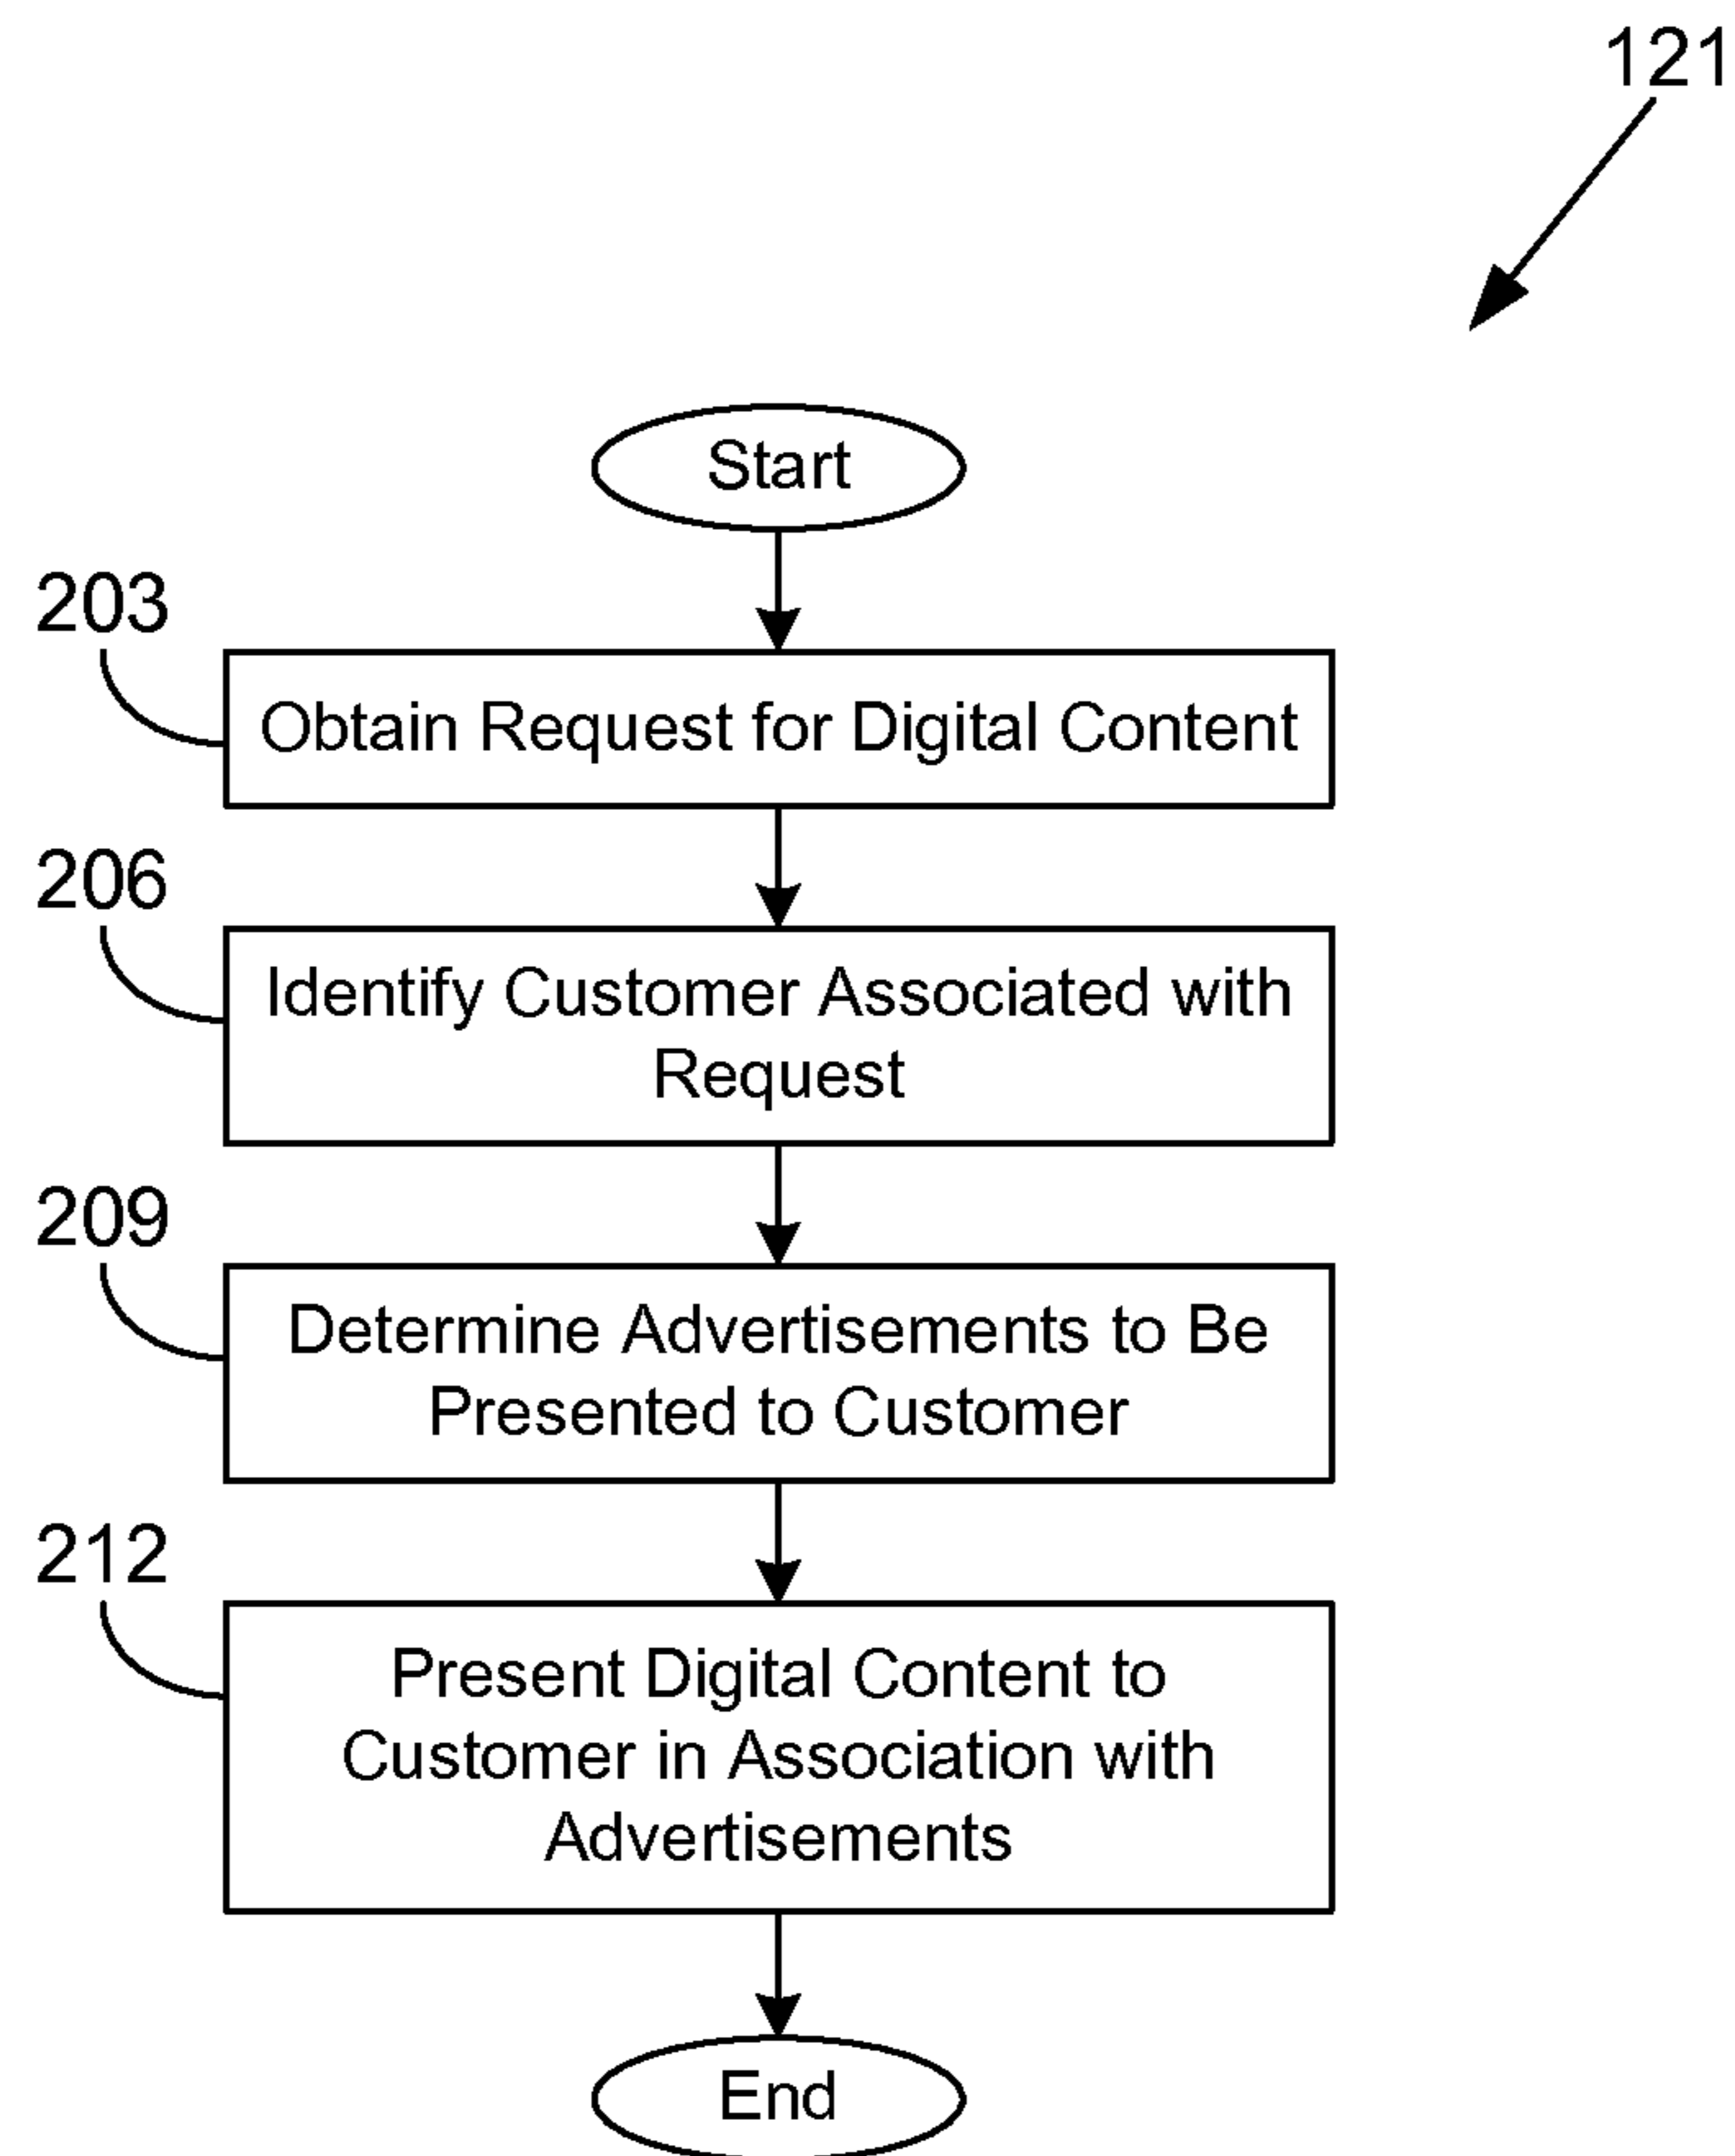 121
Start
203
Obtain Request for Digital Content
206
Identify Customer Associated with
Request
209
Determine Advertisements to Be
Presented to Customer
212
Present Digital Content to
Customer in Association with
Advertisements
End